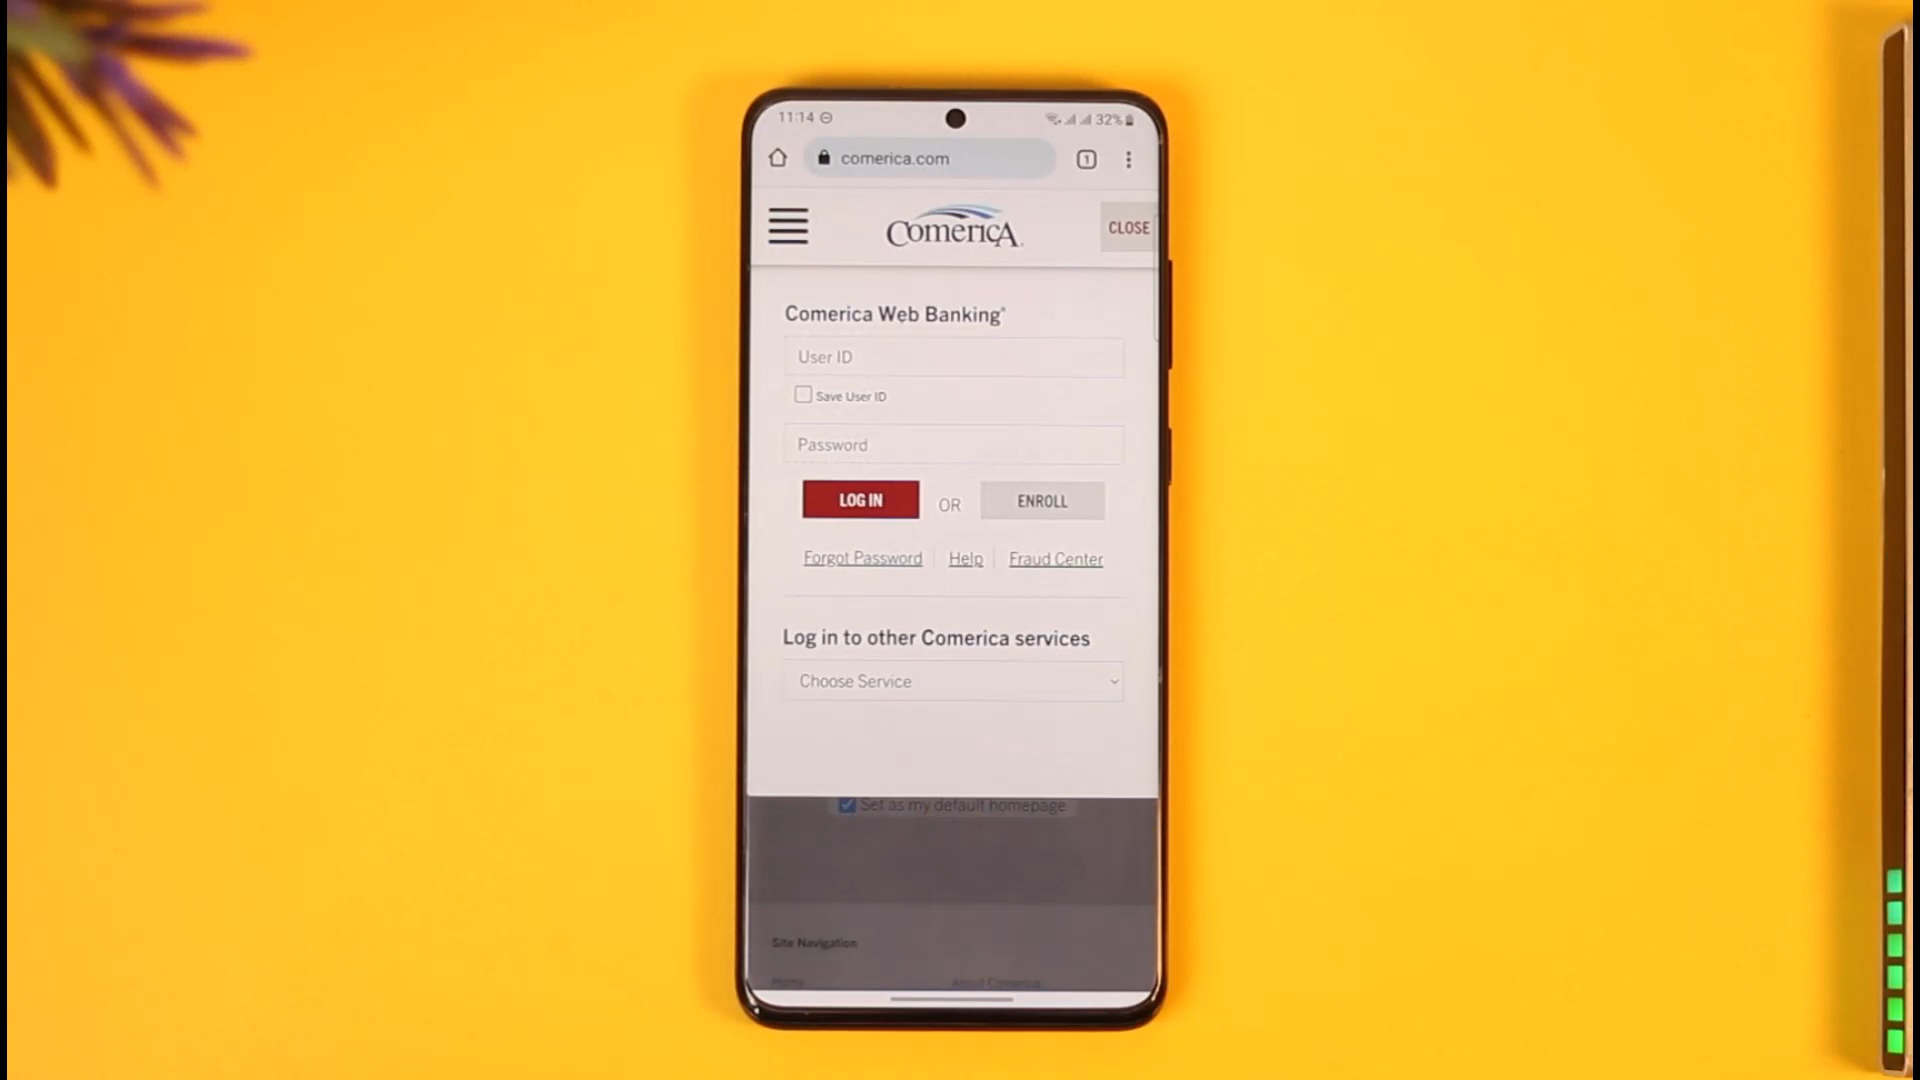 11:14 32%
comerica.com 1
Comerica CLOSE
Comerica Web Banking®
User ID
Save User ID
Password
LOG IN OR ENROLL
Forgot Password Help Fraud Center
Log in to other Comerica services
Choose Service
Set as my default homepage
Site Navigation
Home About Comerica